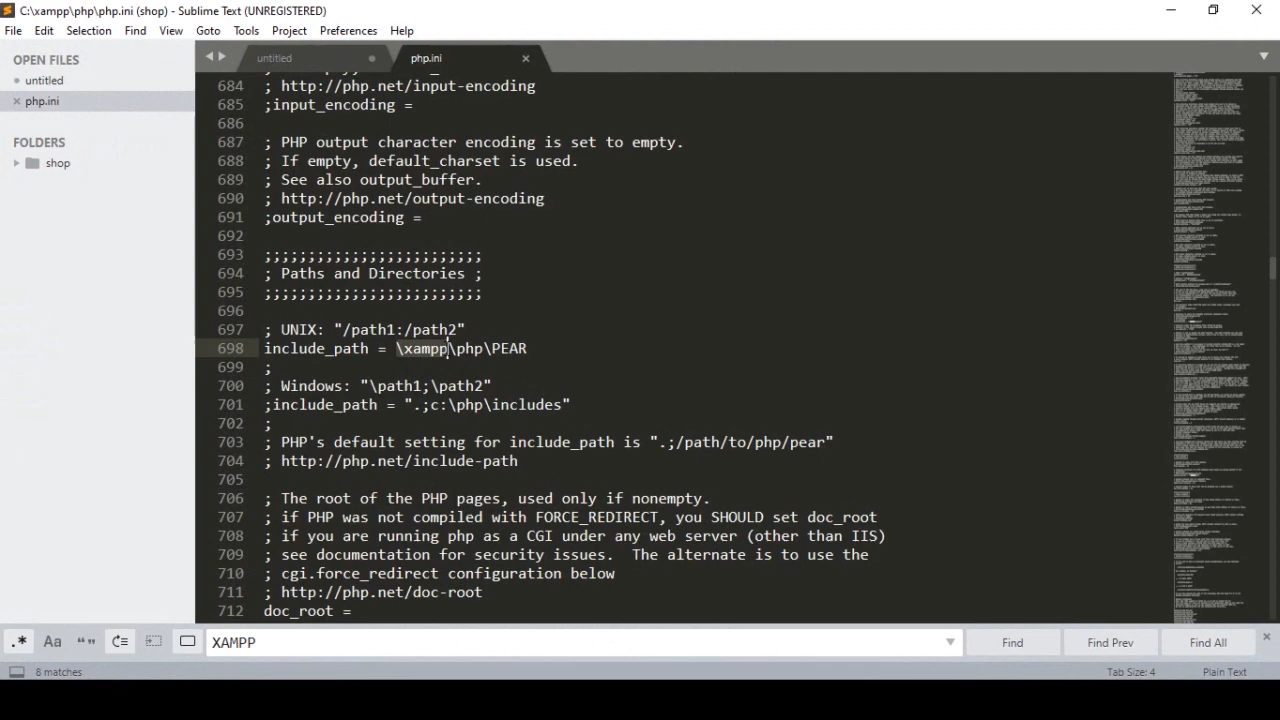 C:\xampp\php\php.ini (shop) - Sublime Text (UNREGISTERED)
File Edit Selection Find View Goto Tools Project Preferences Help
OPEN FILES
untitled
php.ini
FOLDERS
shop
untitled
php.ini
684 ; http://php.net/input-encoding
685 ;input_encoding =
686
687 ; PHP output character encoding is set to empty.
688 ; If empty, default_charset is used.
689 ; See also output_buffer.
690 ; http://php.net/output-encoding
691 ;output_encoding =
692
693 ;;;;;;;;;;;;;;;;;;;;;;;;;
694 ; Paths and Directories ;
695 ;;;;;;;;;;;;;;;;;;;;;;;;;
696
697 ; UNIX: "/path1:/path2"
698 include_path = \xampp\php\PEAR
699 ;
700 ; Windows: "\path1;\path2"
701 ;include_path = ".;c:\php\includes"
702 ;
703 ; PHP's default setting for include_path is ".;/path/to/php/pear"
704 ; http://php.net/include-path
705
706 ; The root of the PHP pages, used only if nonempty.
707 ; if PHP was not compiled with FORCE_REDIRECT, you SHOULD set doc_root
708 ; if you are running php as a CGI under any web server (other than IIS)
709 ; see documentation for security issues.  The alternate is to use the
710 ; cgi.force_redirect configuration below
711 ; http://php.net/doc-root
712 doc_root =
.* Aa “” XAMPP Find Find Prev Find All
8 matches Tab Size: 4 Plain Text